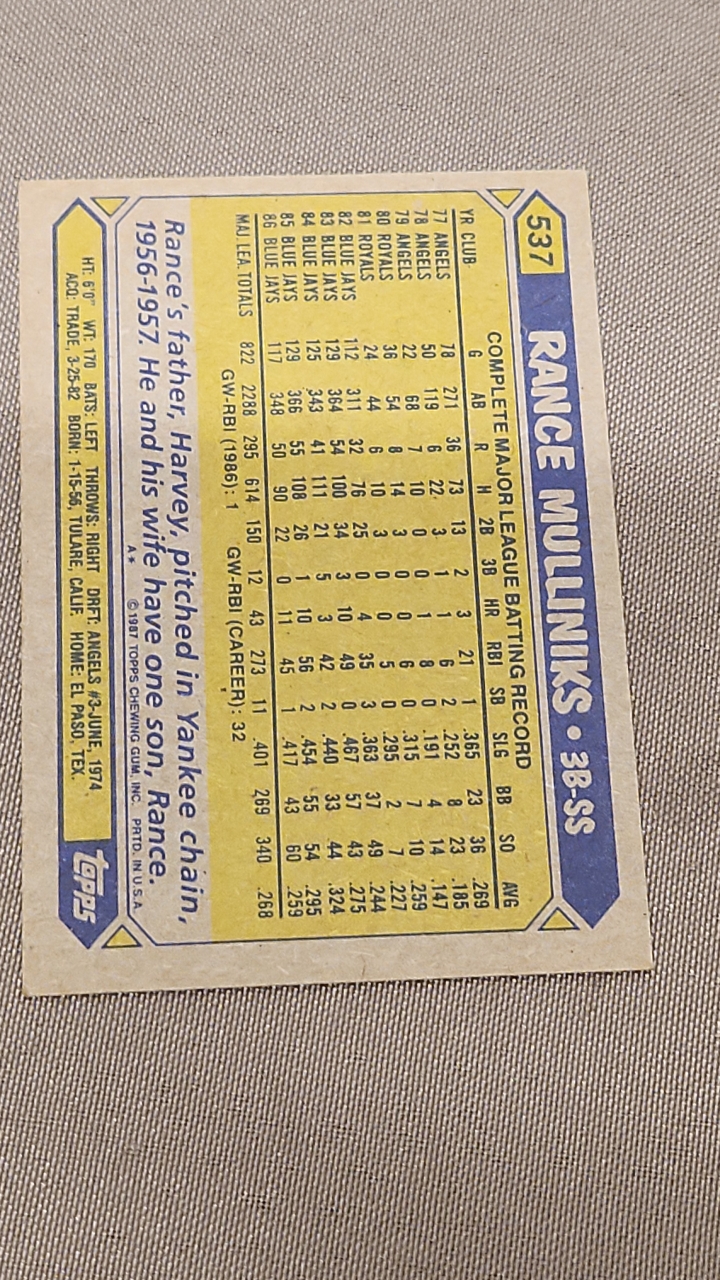 537 RANCE MULLINIKS • 3B-SS
COMPLETE MAJOR LEAGUE BATTING RECORD
YR CLUB G AB R H 2B 3B HR RBI SB SLG BB SO AVG
77 ANGELS 78 271 36 73 13 2 3 21 1 .365 23 36 .269
78 ANGELS 50 119 6 22 3 1 1 6 2 .252 8 23 .185
79 ANGELS 22 68 7 10 0 0 1 8 0 .191 4 14 .147
80 ROYALS 36 54 8 14 3 0 0 6 0 .315 7 10 .259
81 ROYALS 24 44 6 10 3 0 0 5 0 .295 2 7 .227
82 BLUE JAYS 112 311 32 76 25 0 4 35 3 .363 37 49 .244
83 BLUE JAYS 129 364 54 100 34 3 10 49 0 .467 57 43 .275
84 BLUE JAYS 125 343 41 111 21 5 3 42 2 .440 33 44 .324
85 BLUE JAYS 129 366 55 108 26 1 10 56 2 .454 55 54 .295
86 BLUE JAYS 117 348 50 90 22 0 11 45 1 .417 43 60 .259
MAJ. LEA. TOTALS 822 2288 295 614 150 12 43 273 11 .401 269 340 .268
GW-RBI (1986): 1 GW-RBI (CAREER): 32
Rance's father, Harvey, pitched in Yankee chain,
1956-1957. He and his wife have one son, Rance.
A* ©1987 TOPPS CHEWING GUM, INC. PRTD. IN U.S.A.
HT: 6'0" WT: 170 BATS: LEFT THROWS: RIGHT DRFT: ANGELS #3-JUNE, 1974
ACQ: TRADE, 3-25-82 BORN: 1-15-56, TULARE, CALIF. HOME: EL PASO, TEX.
topps